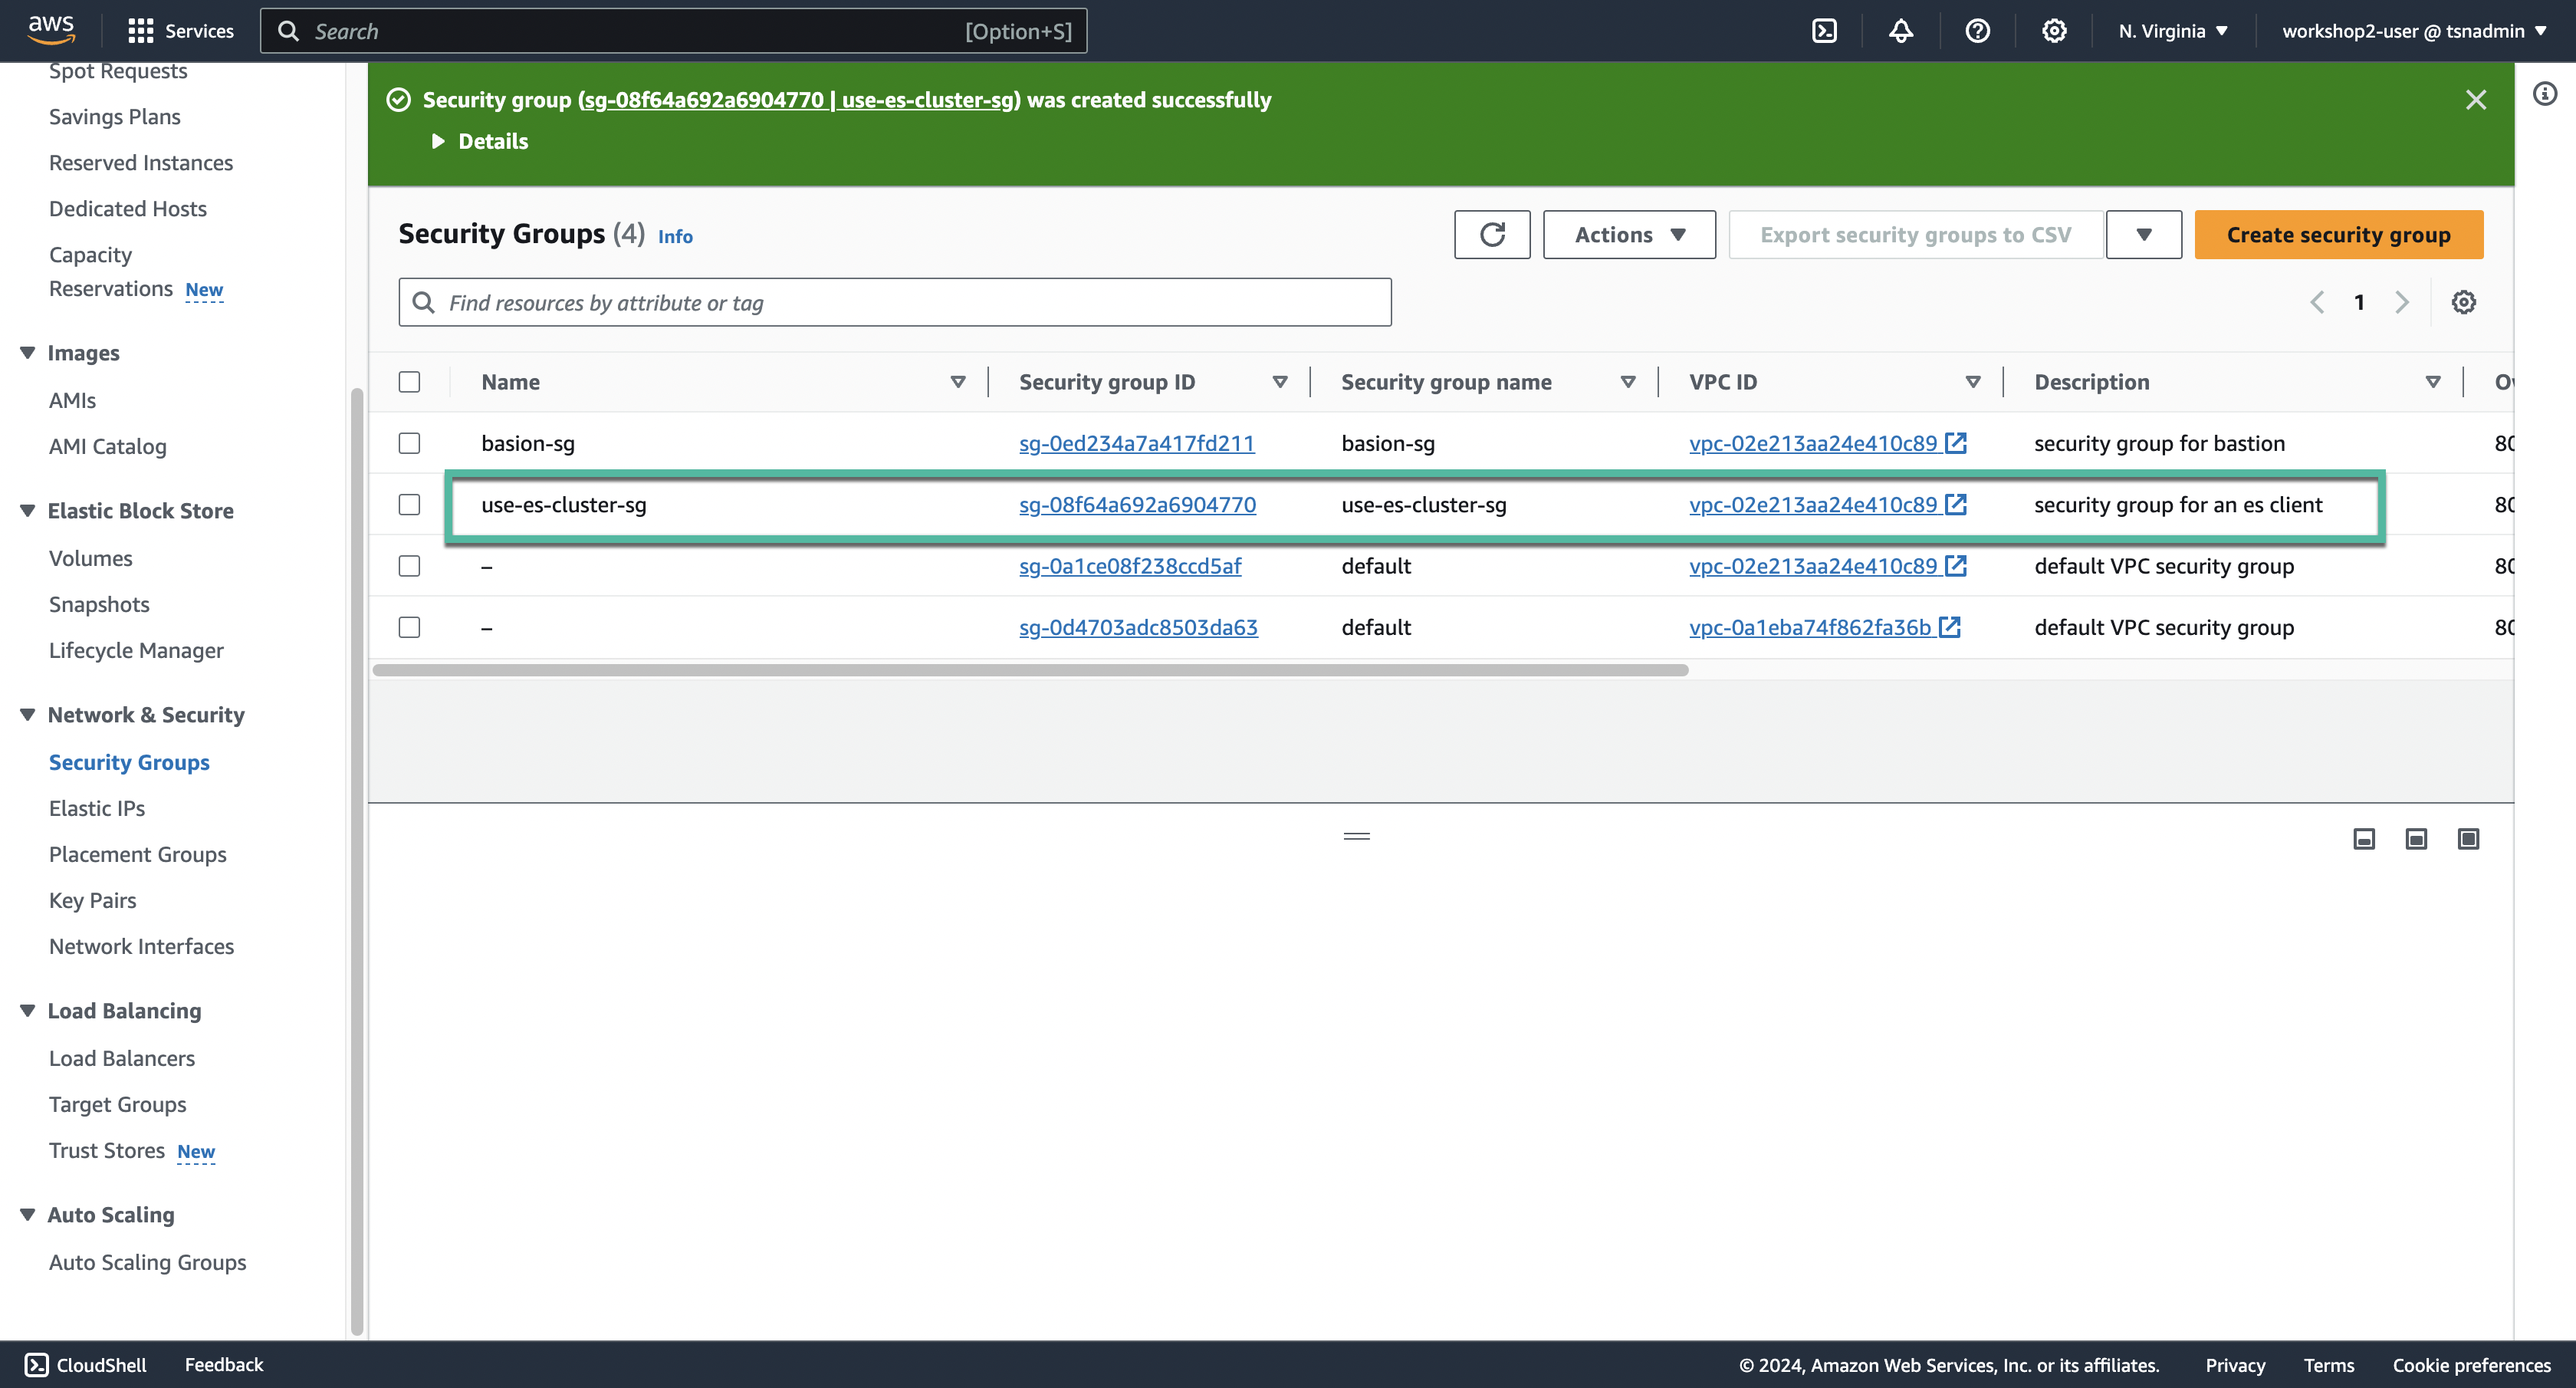 aws Services Search [Option+S] N. Virginia workshop2-user @ tsnadmin
Spot Requests
Savings Plans
Reserved Instances
Dedicated Hosts
Capacity
Reservations New
Images
AMIs
AMI Catalog
Elastic Block Store
Volumes
Snapshots
Lifecycle Manager
Network & Security
Security Groups
Elastic IPs
Placement Groups
Key Pairs
Network Interfaces
Load Balancing
Load Balancers
Target Groups
Trust Stores New
Auto Scaling
Auto Scaling Groups
Security group (sg-08f64a692a6904770 | use-es-cluster-sg) was created successfully
Details
Security Groups (4) Info Actions Export security groups to CSV Create security group
Find resources by attribute or tag 1
Name Security group ID Security group name VPC ID Description
basion-sg sg-0ed234a7a417fd211 basion-sg vpc-02e213aa24e410c89 security group for bastion 80
use-es-cluster-sg sg-08f64a692a6904770 use-es-cluster-sg vpc-02e213aa24e410c89 security group for an es client 80
– sg-0a1ce08f238ccd5af default vpc-02e213aa24e410c89 default VPC security group 80
– sg-0d4703adc8503da63 default vpc-0a1eba74f862fa36b default VPC security group 80
CloudShell Feedback © 2024, Amazon Web Services, Inc. or its affiliates. Privacy Terms Cookie preferences